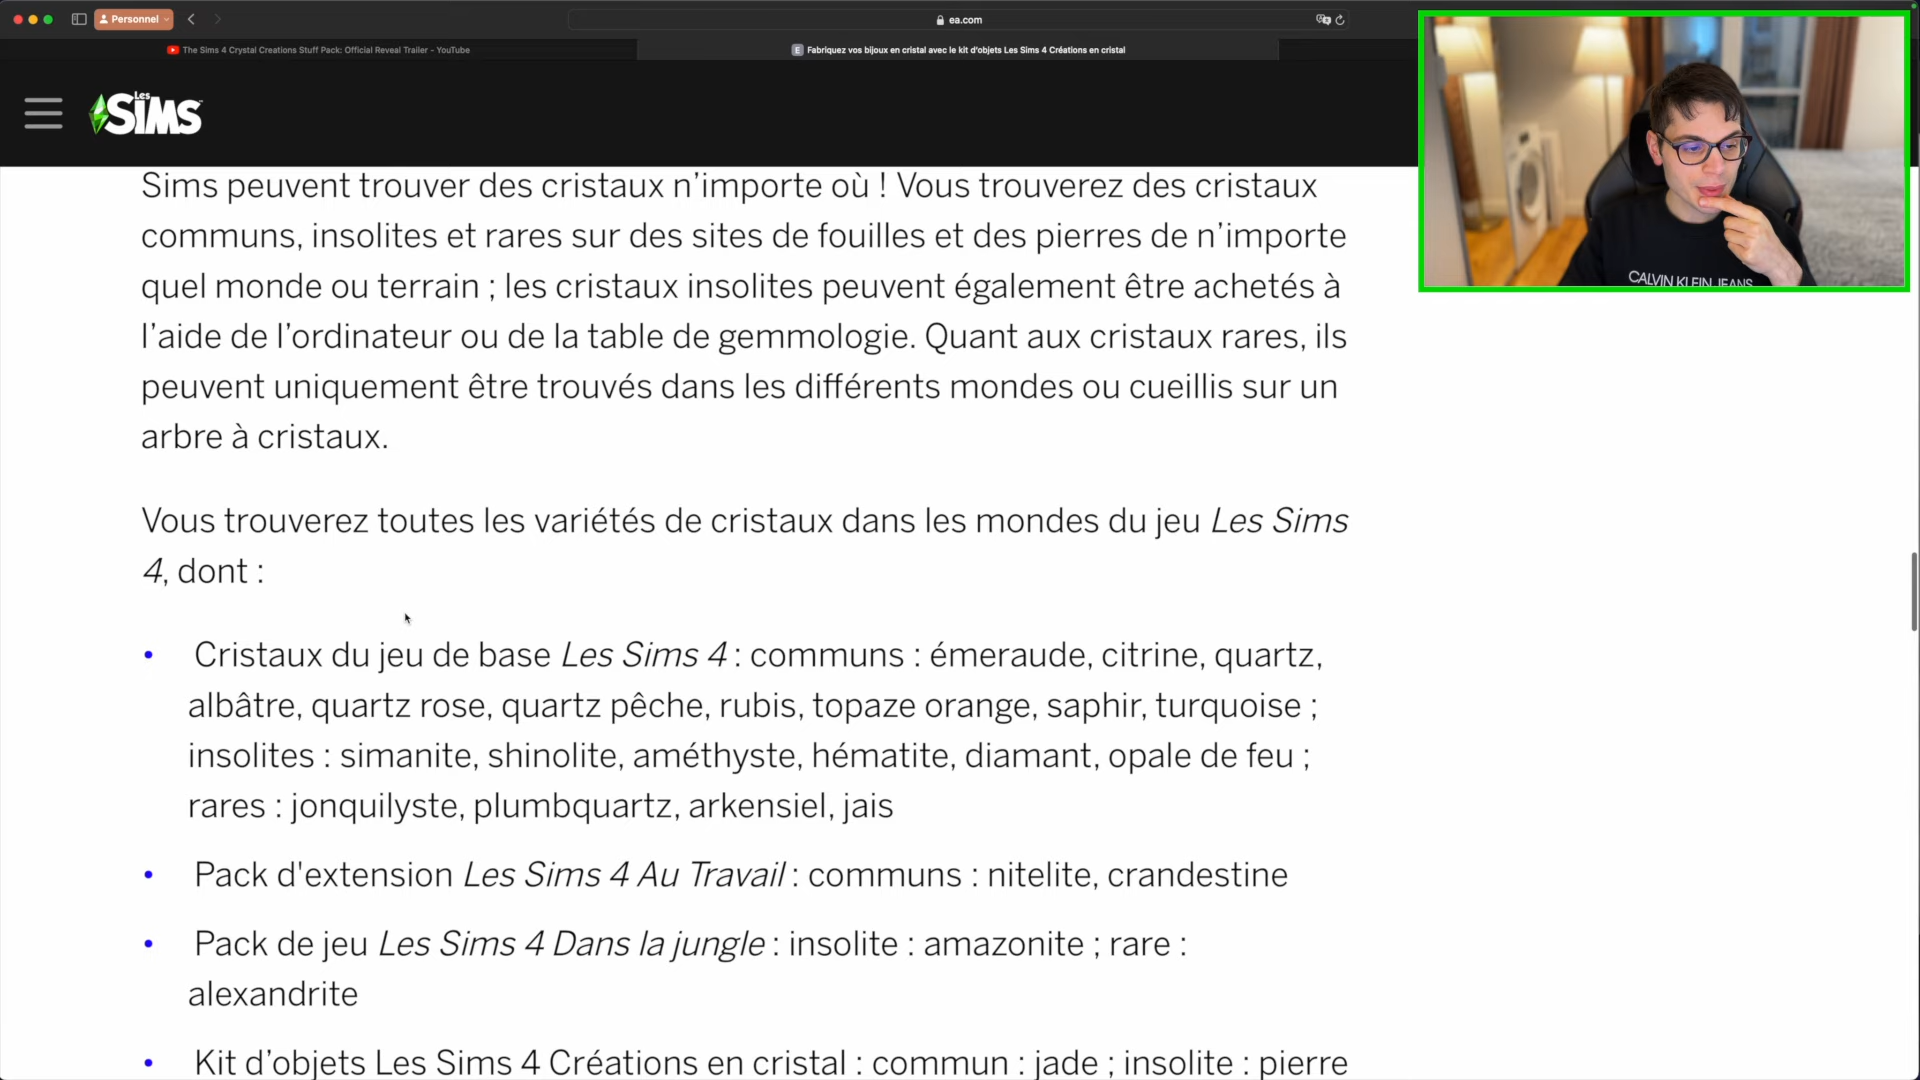 Personnel
ea.com
The Sims 4 Crystal Creations Stuff Pack: Official Reveal Trailer - YouTube
E Fabriquez vos bijoux en cristal avec le kit d'objets Les Sims 4 Créations en cristal
Les SIMS
Sims peuvent trouver des cristaux n’importe où ! Vous trouverez des cristaux
communs, insolites et rares sur des sites de fouilles et des pierres de n’importe
quel monde ou terrain ; les cristaux insolites peuvent également être achetés à
l’aide de l’ordinateur ou de la table de gemmologie. Quant aux cristaux rares, ils
peuvent uniquement être trouvés dans les différents mondes ou cueillis sur un
arbre à cristaux.
Vous trouverez toutes les variétés de cristaux dans les mondes du jeu Les Sims
4, dont :
• Cristaux du jeu de base Les Sims 4 : communs : émeraude, citrine, quartz,
albâtre, quartz rose, quartz pêche, rubis, topaze orange, saphir, turquoise ;
insolites : simanite, shinolite, améthyste, hématite, diamant, opale de feu ;
rares : jonquilyste, plumbquartz, arkensiel, jais
• Pack d'extension Les Sims 4 Au Travail : communs : nitelite, crandestine
• Pack de jeu Les Sims 4 Dans la jungle : insolite : amazonite ; rare :
alexandrite
• Kit d’objets Les Sims 4 Créations en cristal : commun : jade ; insolite : pierre
CALVIN KLEIN JEANS